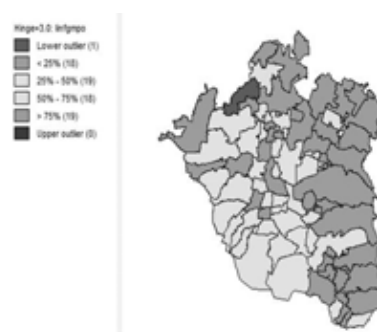 Hinge=3.0: lnfgmpo
Lower outlier (1)
< 25% (18)
25% - 50% (19)
50% - 75% (18)
> 75% (19)
Upper outlier (0)